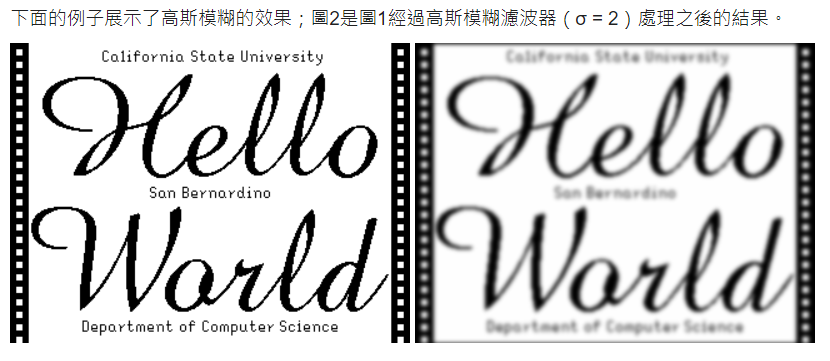 下面的例子展示了高斯模糊的效果；圖2是圖1經過高斯模糊濾波器（σ = 2）處理之後的結果。
California State University
Hello
San Bernardino
World
Department of Computer Science
California State University
Hello
San Bernardino
World
Department of Computer Science